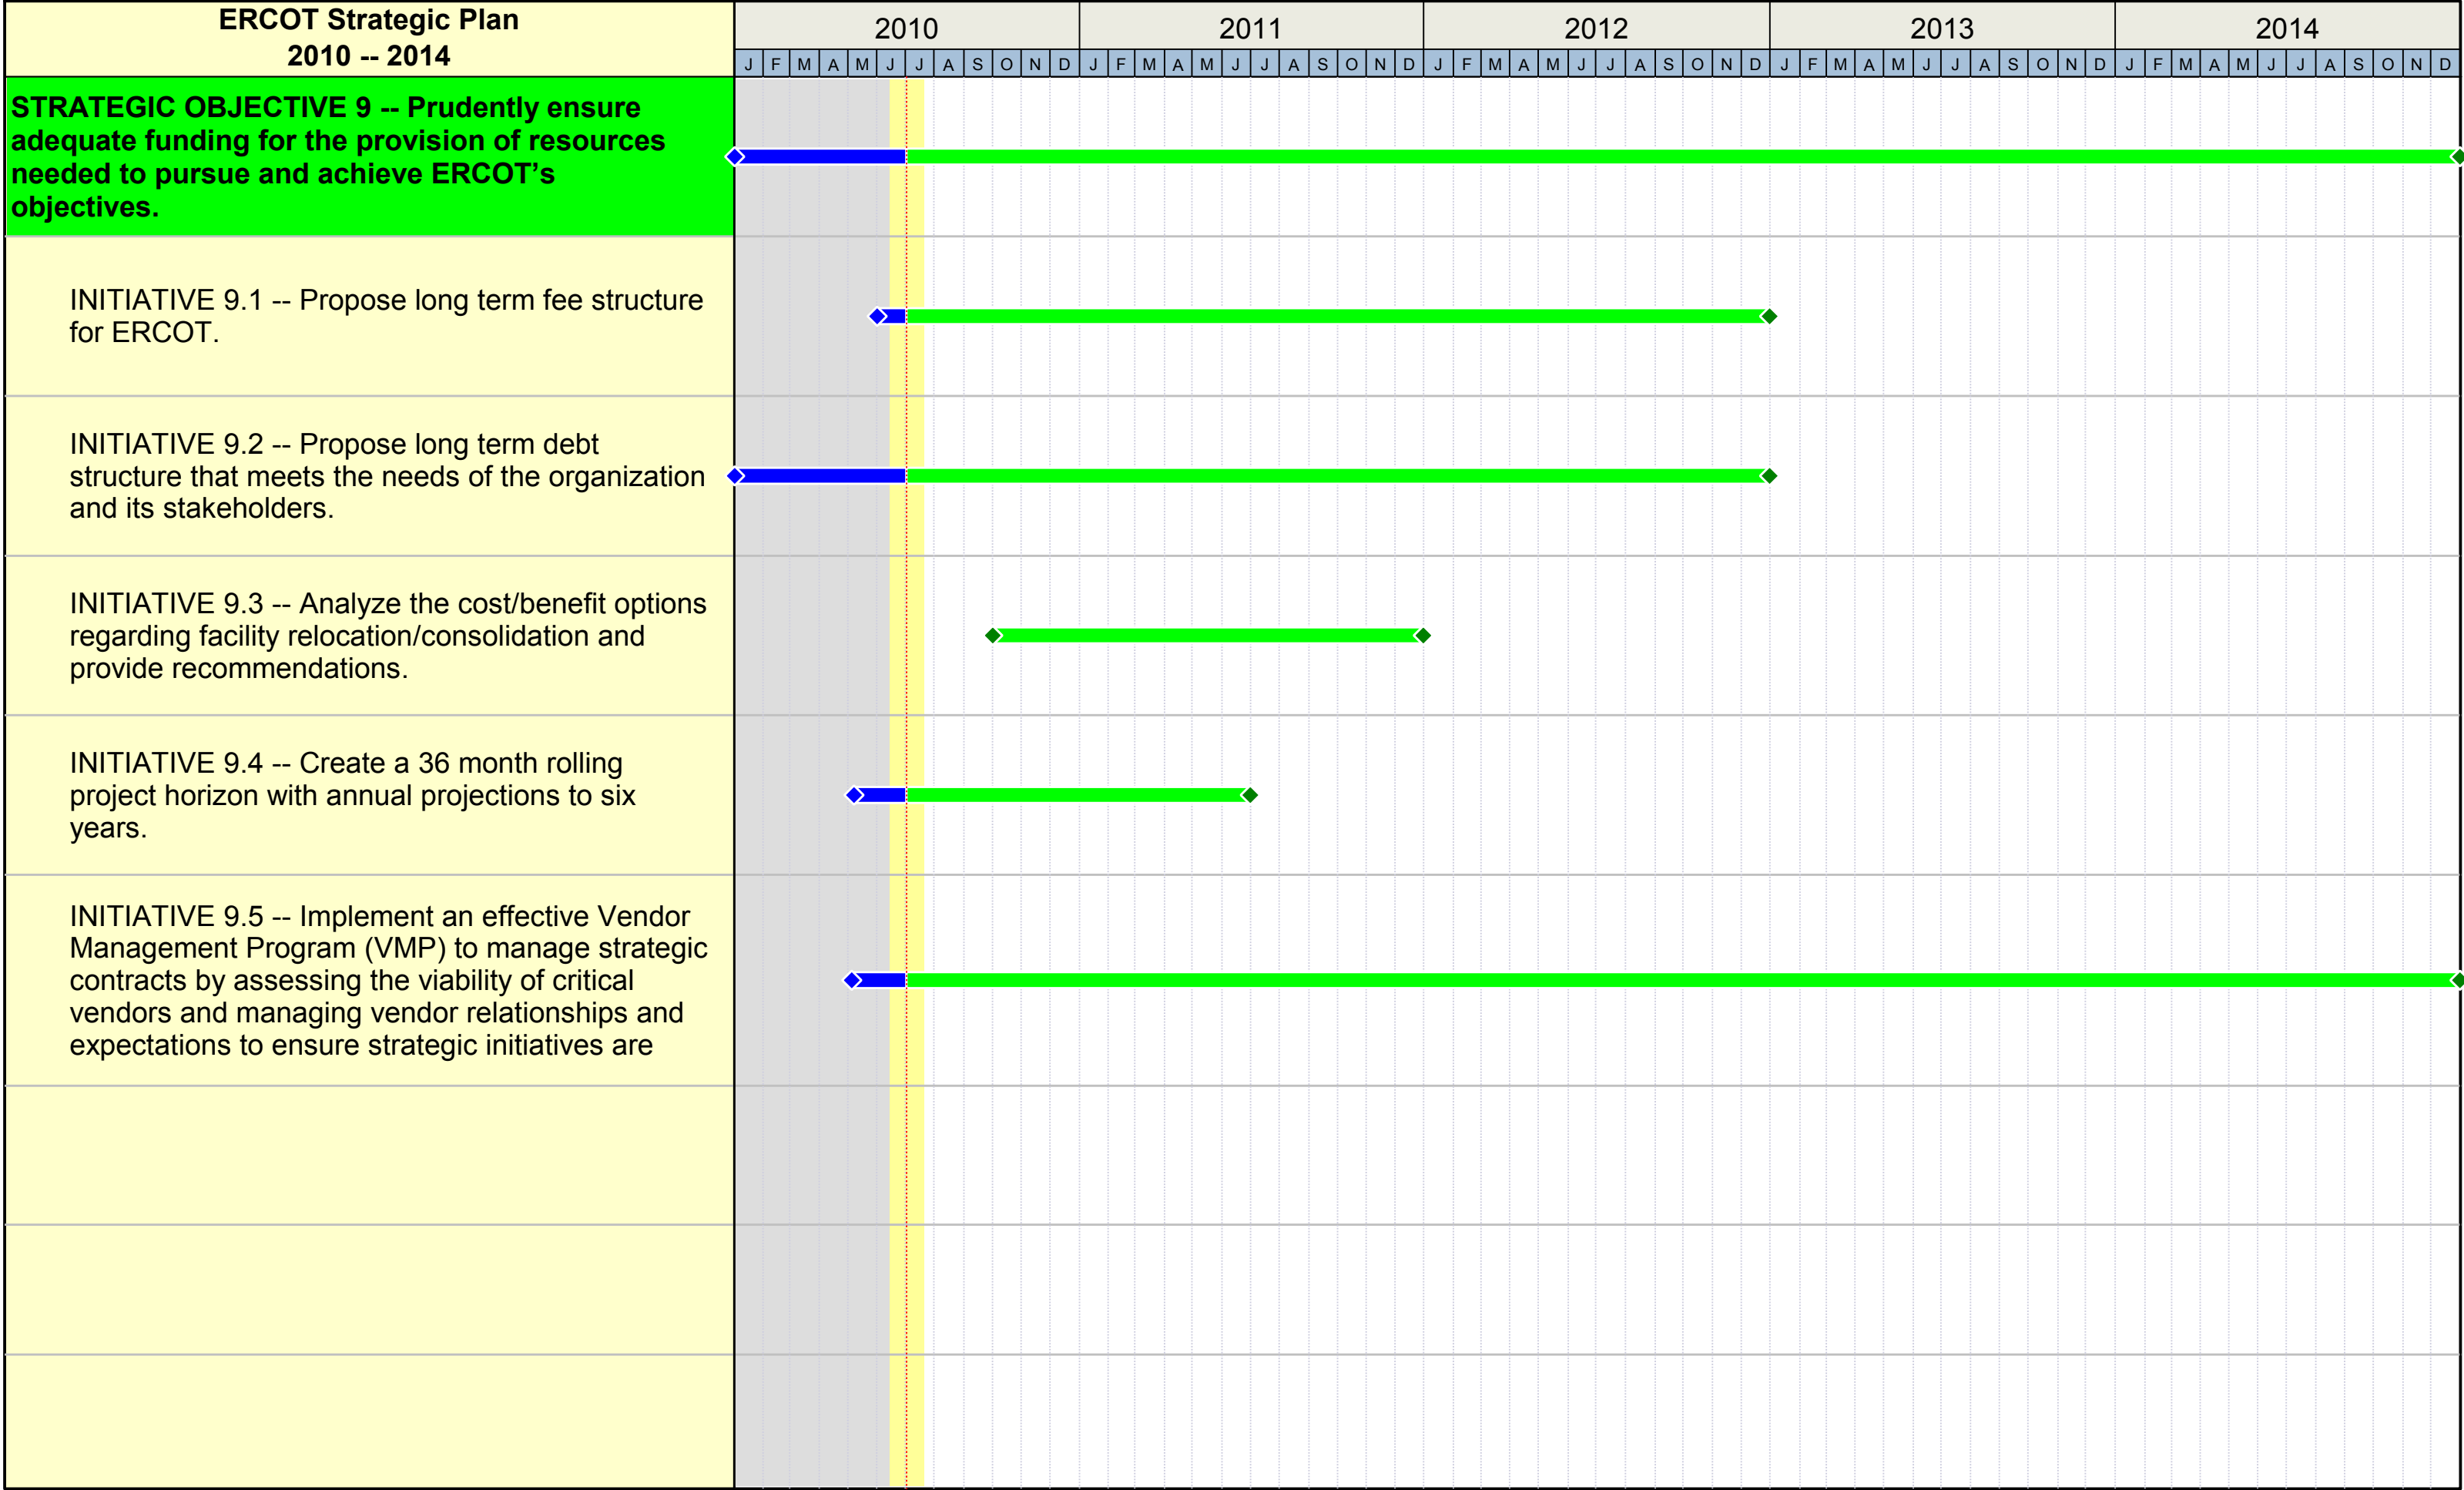 ERCOT Strategic Plan
2010 -- 2014
2010 2011 2012 2013 2014
J F M A M J J A S O N D J F M A M J J A S O N D J F M A M J J A S O N D J F M A M J J A S O N D J F M A M J J A S O N D
STRATEGIC OBJECTIVE 9 -- Prudently ensure
adequate funding for the provision of resources
needed to pursue and achieve ERCOT’s
objectives.
INITIATIVE 9.1 -- Propose long term fee structure
for ERCOT.
INITIATIVE 9.2 -- Propose long term debt
structure that meets the needs of the organization
and its stakeholders.
INITIATIVE 9.3 -- Analyze the cost/benefit options
regarding facility relocation/consolidation and
provide recommendations.
INITIATIVE 9.4 -- Create a 36 month rolling
project horizon with annual projections to six
years.
INITIATIVE 9.5 -- Implement an effective Vendor
Management Program (VMP) to manage strategic
contracts by assessing the viability of critical
vendors and managing vendor relationships and
expectations to ensure strategic initiatives are